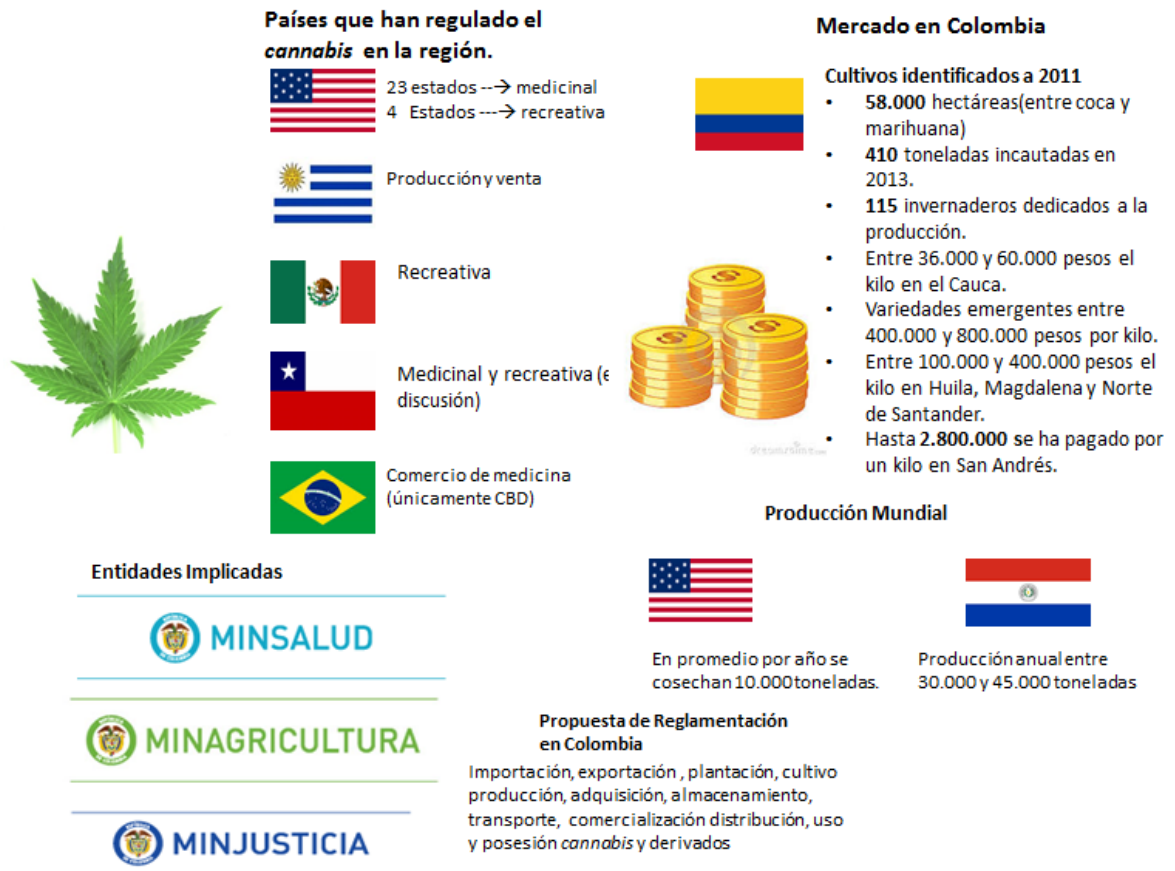 Países que han regulado el
cannabis en la región.
23 estados --→ medicinal
4 Estados ---→ recreativa
Producción y venta
Recreativa
Medicinal y recreativa (e
discusión)
Comercio de medicina
(únicamente CBD)
Mercado en Colombia
Cultivos identificados a 2011
• 58.000 hectáreas(entre coca y
marihuana)
• 410 toneladas incautadas en
2013.
• 115 invernaderos dedicados a la
producción.
• Entre 36.000 y 60.000 pesos el
kilo en el Cauca.
• Variedades emergentes entre
400.000 y 800.000 pesos por kilo.
• Entre 100.000 y 400.000 pesos el
kilo en Huila, Magdalena y Norte
de Santander.
• Hasta 2.800.000 se ha pagado por
un kilo en San Andrés.
Producción Mundial
En promedio por año se
cosechan 10.000 toneladas.
Producción anual entre
30.000 y 45.000 toneladas
Entidades Implicadas
MINSALUD
MINAGRICULTURA
MINJUSTICIA
Propuesta de Reglamentación
en Colombia
Importación, exportación , plantación, cultivo
producción, adquisición, almacenamiento,
transporte, comercialización distribución, uso
y posesión cannabis y derivados